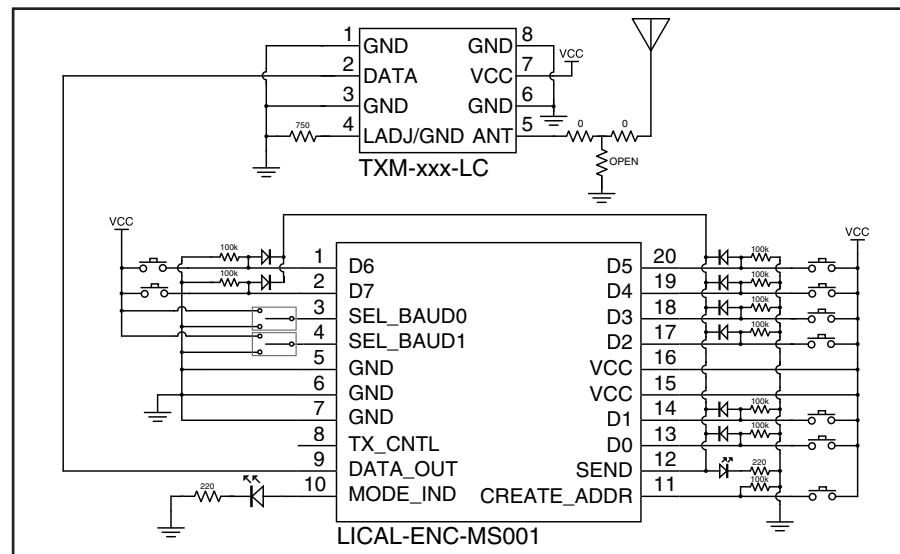 1 GND GND 8
2 DATA VCC 7 VCC
3 GND GND 6
750 4 LADJ/GND ANT 5 0 0
OPEN
TXM-xxx-LC
VCC VCC
100k 1 D6 D5 20 100k
100k 2 D7 D4 19 100k
3 SEL_BAUD0 D3 18 100k
4 SEL_BAUD1 D2 17 100k
5 GND VCC 16
6 GND VCC 15
7 GND D1 14 100k
8 TX_CNTL D0 13 100k
9 DATA_OUT SEND 12 220
220 10 MODE_IND CREATE_ADDR 11 100k
LICAL-ENC-MS001